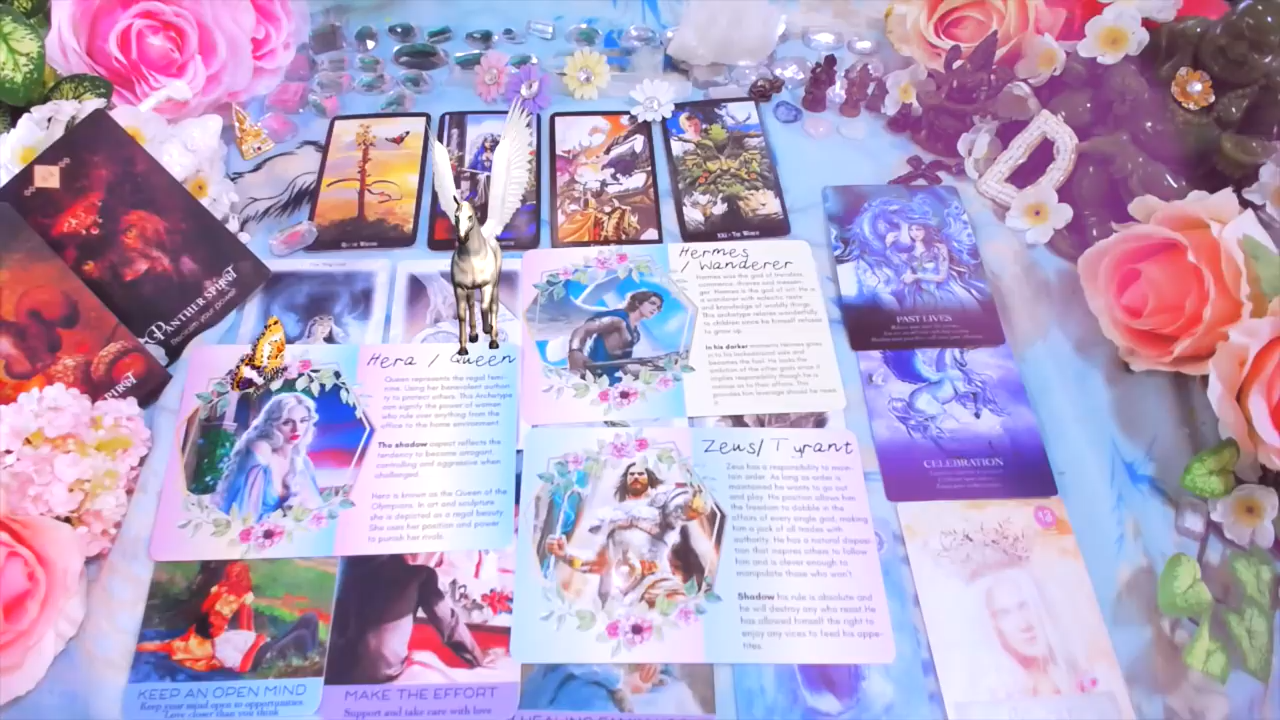 XXI - THE WORLD
PANTHER SPIRIT
Reclaim your power
SPIRIT
Hermes
/ Wanderer
Hermes was the god of travelers,
commerce, thieves and messen-
ger. Hermes is the god of art. He is
a wanderer with eclectic taste
and knowledge of worldly things.
This archetype relates wonderfully
to children since he himself refuses
to grow up.
In his darker moments Hermes goes
PAST LIVES
CELEBRATION
Hera / Queen
Queen represents the regal femi-
nine. Using her benevolent author-
ity to protect others. This Archetype
can signify the power of women
who rule over anything from the
office to the home environment.
The shadow aspect reflects the
tendency to become arrogant,
controlling and aggressive when
challenged.
Hera is known as the Queen of the
Olympians. In art and sculpture
she is depicted as a regal beauty.
She uses her position and power
to punish her rivals.
Zeus/ Tyrant
Zeus has a responsibility to main-
tain order. As long as order is
maintained he wants to go out
and play. His position allows him
the freedom to dabble in the
affairs of every single god, making
him a jack of all trades with
authority. He has a natural disposi-
tion that inspires others to follow
him and is clever enough to
manipulate those who won't.
Shadow his rule is absolute and
he will destroy any who resist. He
has allowed himself the right to
enjoy any vices to feed his appe-
tites.
KEEP AN OPEN MIND
Keep your mind open to opportunities.
Love closer than you think
MAKE THE EFFORT
Support and take care with love